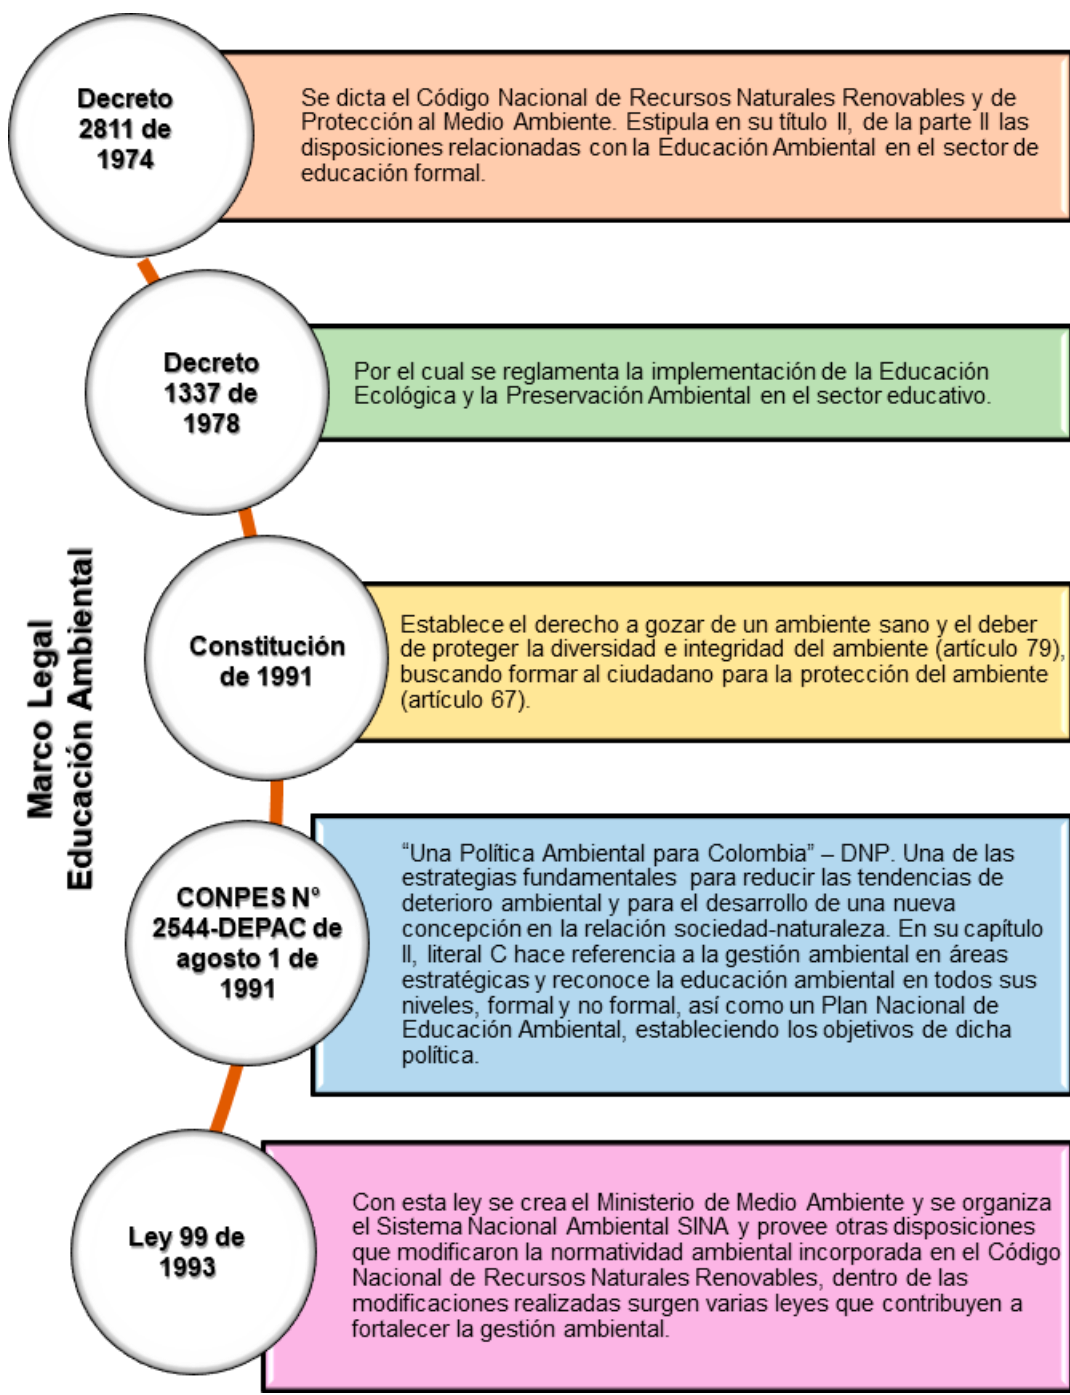 Marco Legal
Educación Ambiental
Decreto
2811 de
1974
Se dicta el Código Nacional de Recursos Naturales Renovables y de
Protección al Medio Ambiente. Estipula en su título II, de la parte II las
disposiciones relacionadas con la Educación Ambiental en el sector de
educación formal.
Decreto
1337 de
1978
Por el cual se reglamenta la implementación de la Educación
Ecológica y la Preservación Ambiental en el sector educativo.
Constitución
de 1991
Establece el derecho a gozar de un ambiente sano y el deber
de proteger la diversidad e integridad del ambiente (artículo 79),
buscando formar al ciudadano para la protección del ambiente
(artículo 67).
CONPES N°
2544-DEPAC de
agosto 1 de
1991
“Una Política Ambiental para Colombia” – DNP. Una de las
estrategias fundamentales para reducir las tendencias de
deterioro ambiental y para el desarrollo de una nueva
concepción en la relación sociedad-naturaleza. En su capítulo
II, literal C hace referencia a la gestión ambiental en áreas
estratégicas y reconoce la educación ambiental en todos sus
niveles, formal y no formal, así como un Plan Nacional de
Educación Ambiental, estableciendo los objetivos de dicha
política.
Ley 99 de
1993
Con esta ley se crea el Ministerio de Medio Ambiente y se organiza
el Sistema Nacional Ambiental SINA y provee otras disposiciones
que modificaron la normatividad ambiental incorporada en el Código
Nacional de Recursos Naturales Renovables, dentro de las
modificaciones realizadas surgen varias leyes que contribuyen a
fortalecer la gestión ambiental.